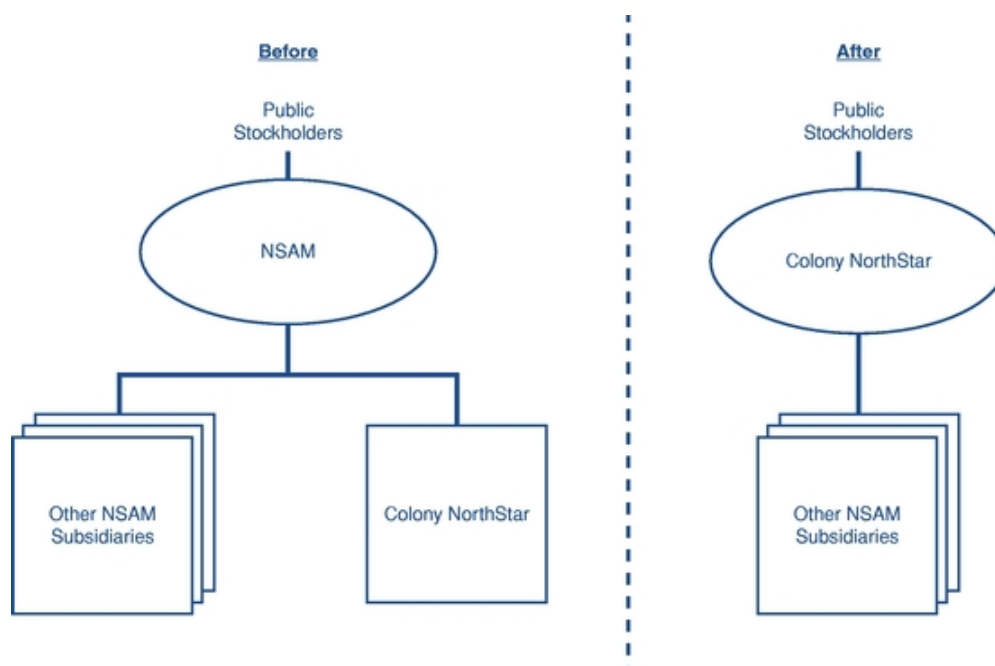 Before
Public
Stockholders
NSAM
Other NSAM
Subsidiaries
Colony NorthStar
After
Public
Stockholders
Colony NorthStar
Other NSAM
Subsidiaries